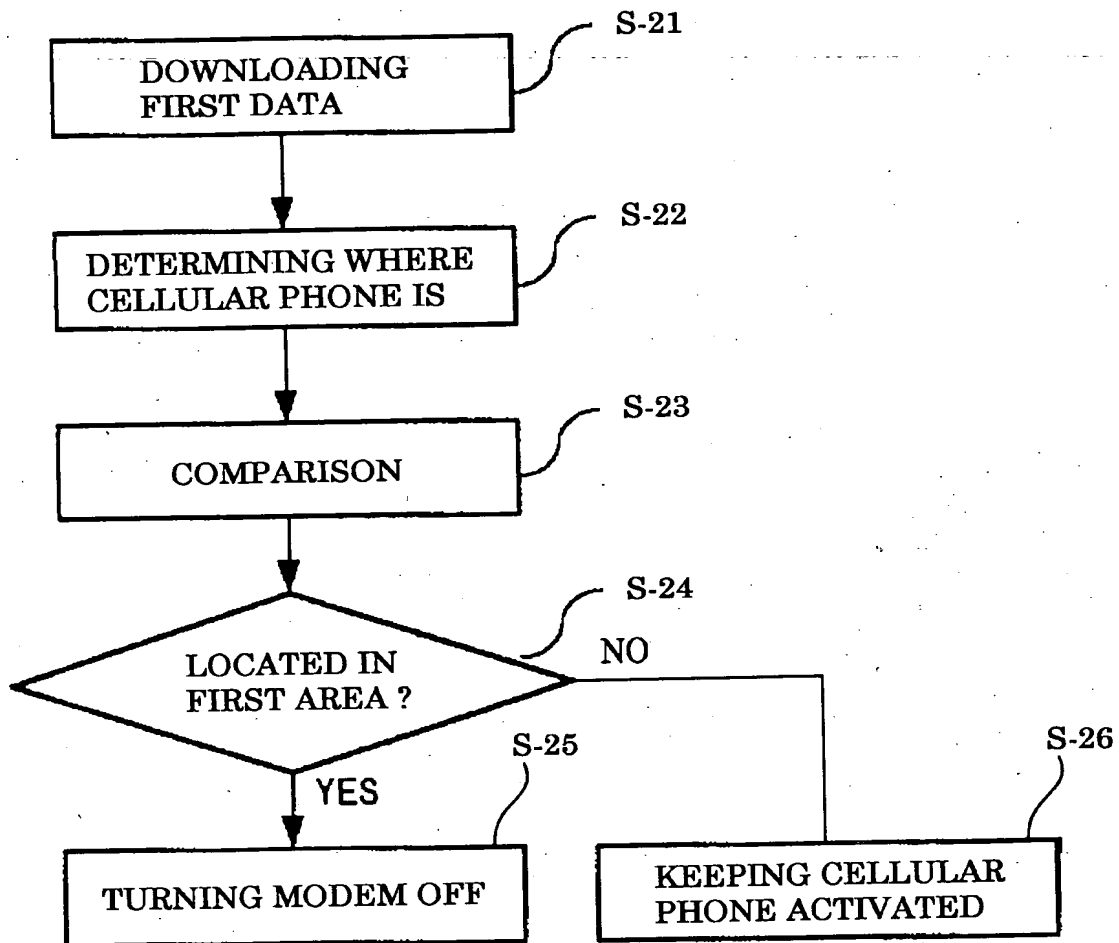 S-21
DOWNLOADING
FIRST DATA
S-22
DETERMINING WHERE
CELLULAR PHONE IS
S-23
COMPARISON
S-24
LOCATED IN
FIRST AREA ?
NO
YES
S-25
TURNING MODEM OFF
S-26
KEEPING CELLULAR
PHONE ACTIVATED